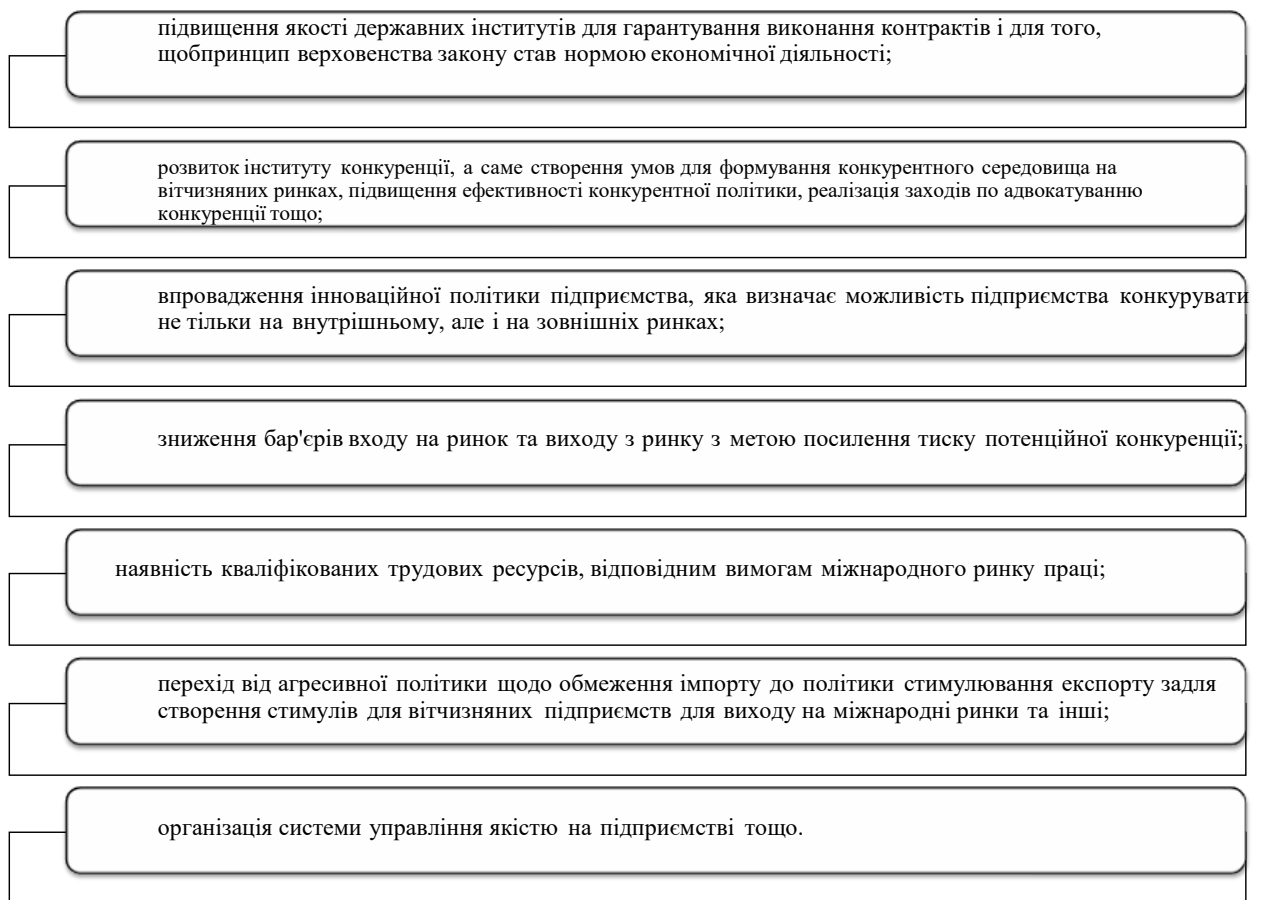 підвищення якості державних інститутів для гарантування виконання контрактів і для того,
щобпринцип верховенства закону став нормою економічної діяльності;
розвиток інституту конкуренції, а саме створення умов для формування конкурентного середовища на
вітчизняних ринках, підвищення ефективності конкурентної політики, реалізація заходів по адвокатуванню
конкуренції тощо;
впровадження інноваційної політики підприємства, яка визначає можливість підприємства конкурувати
не тільки на внутрішньому, але і на зовнішніх ринках;
зниження бар'єрів входу на ринок та виходу з ринку з метою посилення тиску потенційної конкуренції;
наявність кваліфікованих трудових ресурсів, відповідним вимогам міжнародного ринку праці;
перехід від агресивної політики щодо обмеження імпорту до політики стимулювання експорту задля
створення стимулів для вітчизняних підприємств для виходу на міжнародні ринки та інші;
організація системи управління якістю на підприємстві тощо.